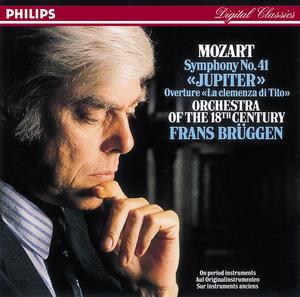 PHILIPS
Digital Classics
MOZART
Symphony No. 41
«JUPITER»
Overture «La clemenza di Tito»
ORCHESTRA
OF THE 18TH CENTURY
FRANS BRÜGGEN
On period instruments
Auf Originalinstrumenten
Sur instruments anciens